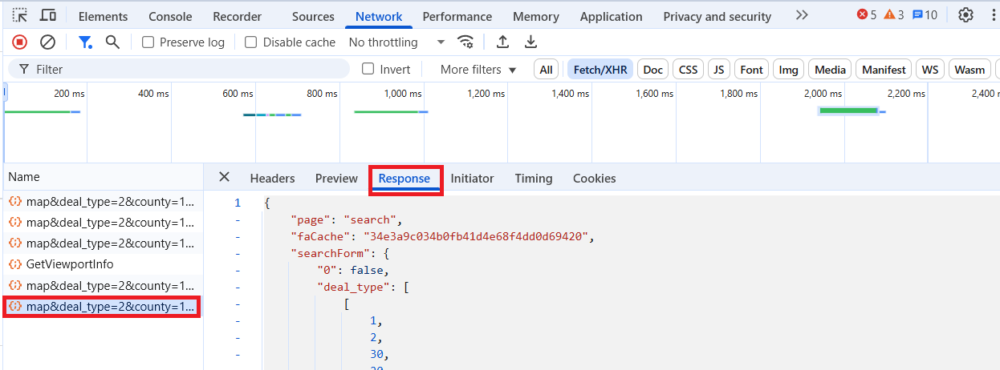 Elements Console Recorder Sources Network Performance Memory Application Privacy and security 5 3 10
Preserve log Disable cache No throttling
Filter Invert More filters All Fetch/XHR Doc CSS JS Font Img Media Manifest WS Wasm
200 ms 400 ms 600 ms 800 ms 1,000 ms 1,200 ms 1,400 ms 1,600 ms 1,800 ms 2,000 ms 2,200 ms 2,400
Name Headers Preview Response Initiator Timing Cookies
map&deal_type=2&county=1... 1 {
map&deal_type=2&county=1... - "page": "search",
map&deal_type=2&county=1... - "faCache": "34e3a9c034b0fb41d4e68f4dd0d69420",
- "searchForm": {
GetViewportInfo - "0": false,
map&deal_type=2&county=1... - "deal_type": [
map&deal_type=2&county=1... - [
- 1,
- 2,
- 30,